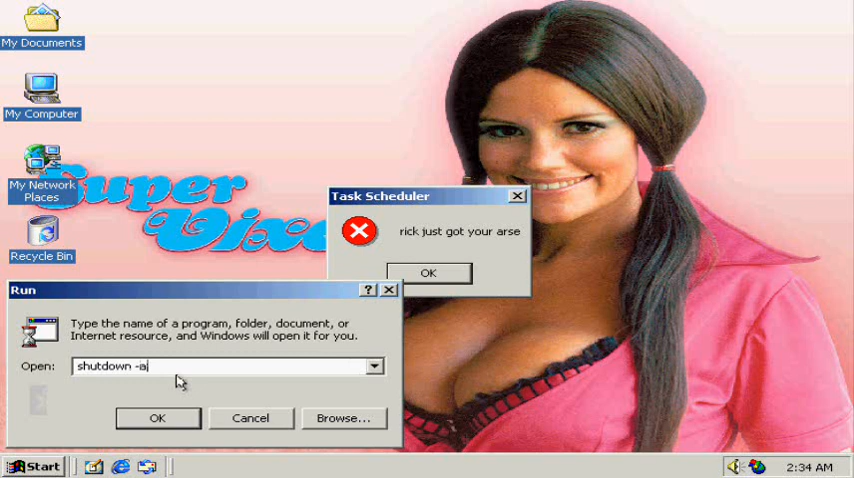 My Documents
My Computer
My Network
Places
Recycle Bin
Super
Task Scheduler
rick just got your arse
OK
Run
Type the name of a program, folder, document, or
Internet resource, and Windows will open it for you.
Open:
shutdown -a
OK
Cancel
Browse...
Start
2:34 AM